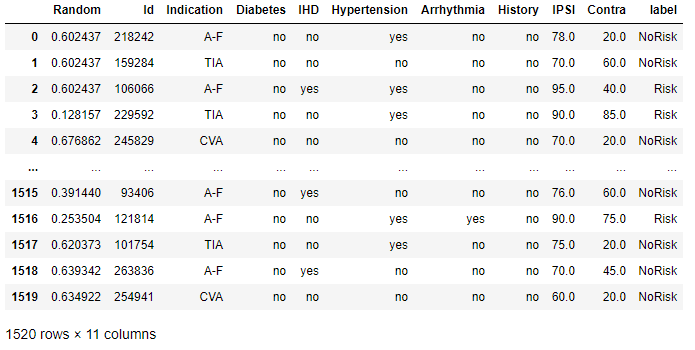 Random Id Indication Diabetes IHD Hypertension Arrhythmia History IPSI Contra label
0 0.602437 218242 A-F no no yes no no 78.0 20.0 NoRisk
1 0.602437 159284 TIA no no no no no 70.0 60.0 NoRisk
2 0.602437 106066 A-F no yes yes no no 95.0 40.0 Risk
3 0.128157 229592 TIA no no yes no no 90.0 85.0 Risk
4 0.676862 245829 CVA no no no no no 70.0 20.0 NoRisk
... ... ... ... ... ... ... ... ... ... ... ...
1515 0.391440 93406 A-F no yes no no no 76.0 60.0 NoRisk
1516 0.253504 121814 A-F no no yes yes no 90.0 75.0 Risk
1517 0.620373 101754 TIA no no yes no no 75.0 20.0 NoRisk
1518 0.639342 263836 A-F no yes no no no 70.0 45.0 NoRisk
1519 0.634922 254941 CVA no no no no no 60.0 20.0 NoRisk
1520 rows × 11 columns